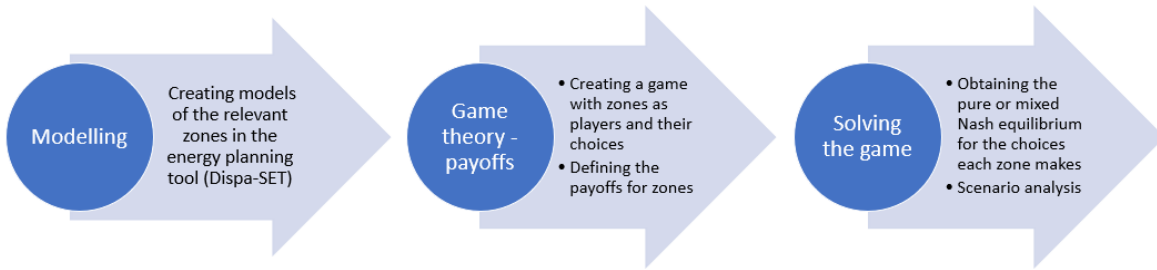 Modelling
Creating models
of the relevant
zones in the
energy planning
tool (Dispa-SET)
Game
theory -
payoffs
• Creating a game
with zones as
players and their
choices
• Defining the
payoffs for zones
Solving
the game
• Obtaining the
pure or mixed
Nash equilibrium
for the choices
each zone makes
• Scenario analysis